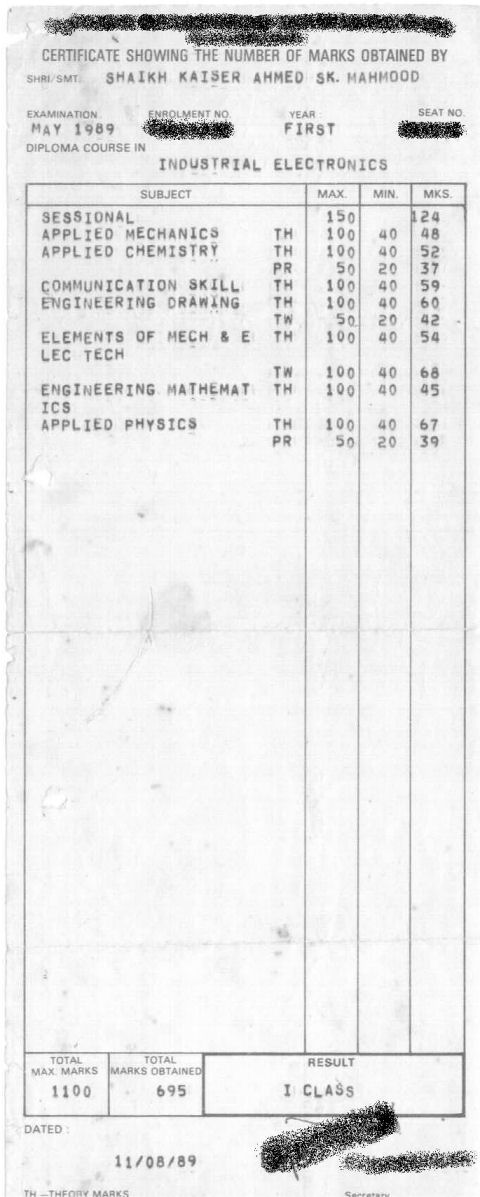 CERTIFICATE SHOWING THE NUMBER OF MARKS OBTAINED BY
SHRI/SMT. SHAIKH KAISER AHMED SK. MAHMOOD
EXAMINATION ENROLMENT NO. YEAR : SEAT NO.
MAY 1989 FIRST
DIPLOMA COURSE IN
INDUSTRIAL ELECTRONICS
SUBJECT MAX. MIN. MKS.
SESSIONAL 150 124
APPLIED MECHANICS TH 100 40 48
APPLIED CHEMISTRY TH 100 40 52
PR 50 20 37
COMMUNICATION SKILL TH 100 40 59
ENGINEERING DRAWING TH 100 40 60
TW 50 20 42
ELEMENTS OF MECH & E TH 100 40 54
LEC TECH
TW 100 40 68
ENGINEERING MATHEMAT TH 100 40 45
ICS
APPLIED PHYSICS TH 100 40 67
PR 50 20 39
TOTAL TOTAL RESULT
MAX. MARKS MARKS OBTAINED
1100 695 I CLASS
DATED :
11/08/89
TH —THEORY MARKS Secretary